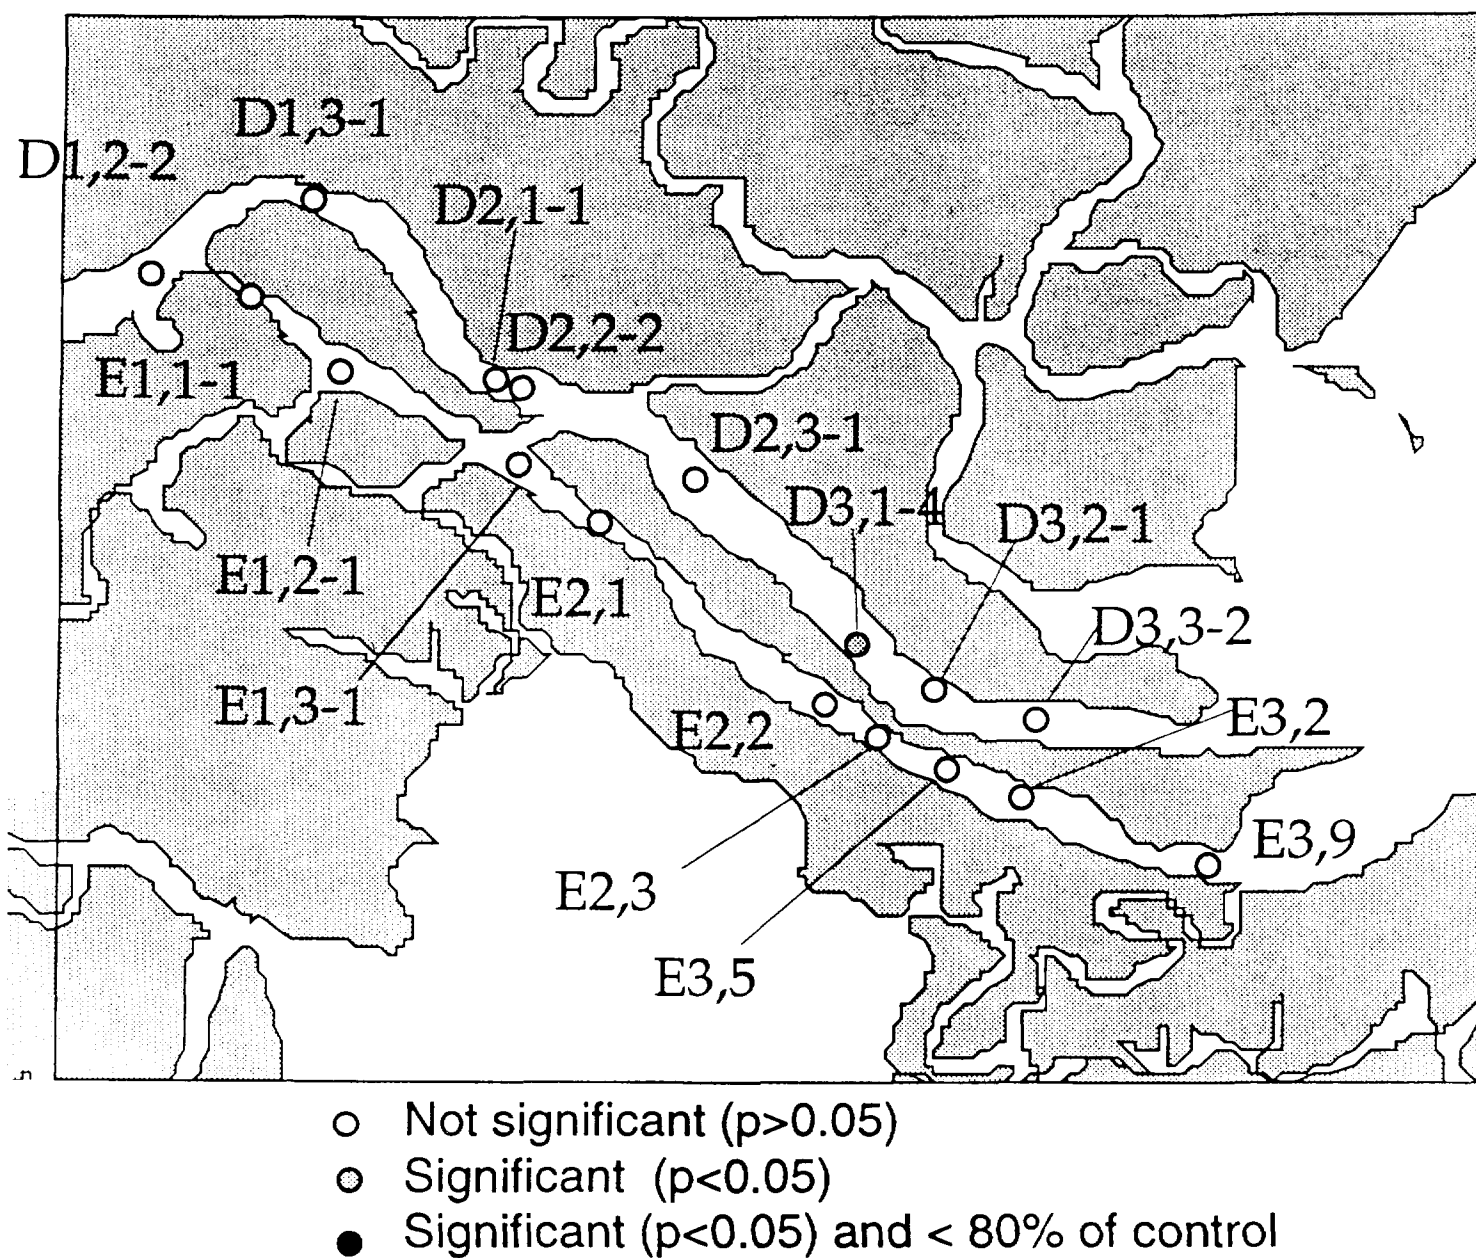 D1,3-1
D1,2-2
D2,1-1
D2,2-2
E1,1-1
D2,3-1
D3,1-4
D3,2-1
E1,2-1
E2,1
D3,3-2
E1,3-1
E2,2
E3,2
E3,9
E2,3
E3,5
Not significant (p>0.05)
Significant (p<0.05)
Significant (p<0.05) and < 80% of control